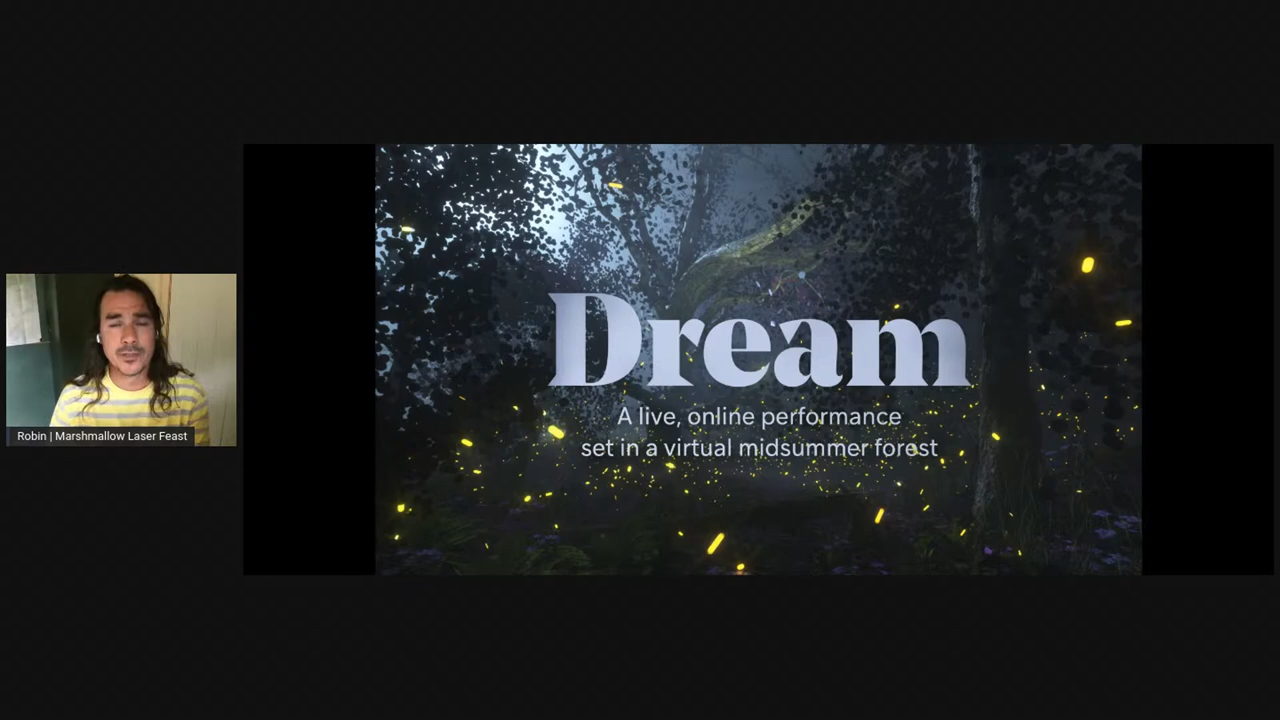 Dream
A live, online performance
set in a virtual midsummer forest
Robin | Marshmallow Laser Feast